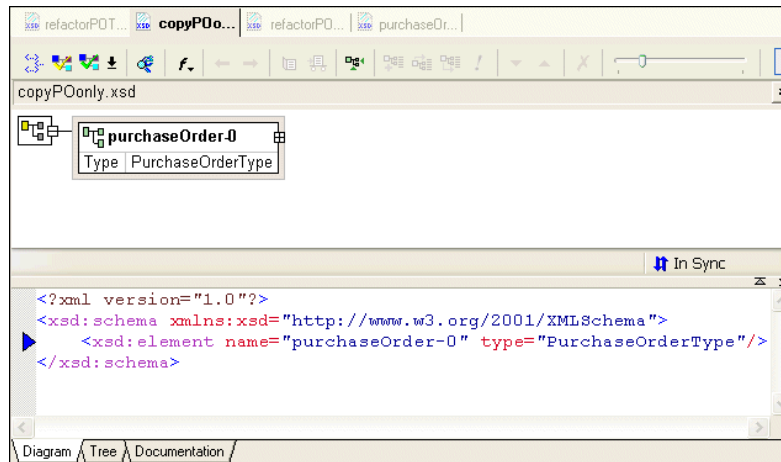 refactorPOT... copyPOo... refactorPO... purchaseOr...
copyPOonly.xsd
purchaseOrder-0
Type PurchaseOrderType
In Sync
<?xml version="1.0"?>
<xsd:schema xmlns:xsd="http://www.w3.org/2001/XMLSchema">
<xsd:element name="purchaseOrder-0" type="PurchaseOrderType"/>
</xsd:schema>
Diagram Tree Documentation